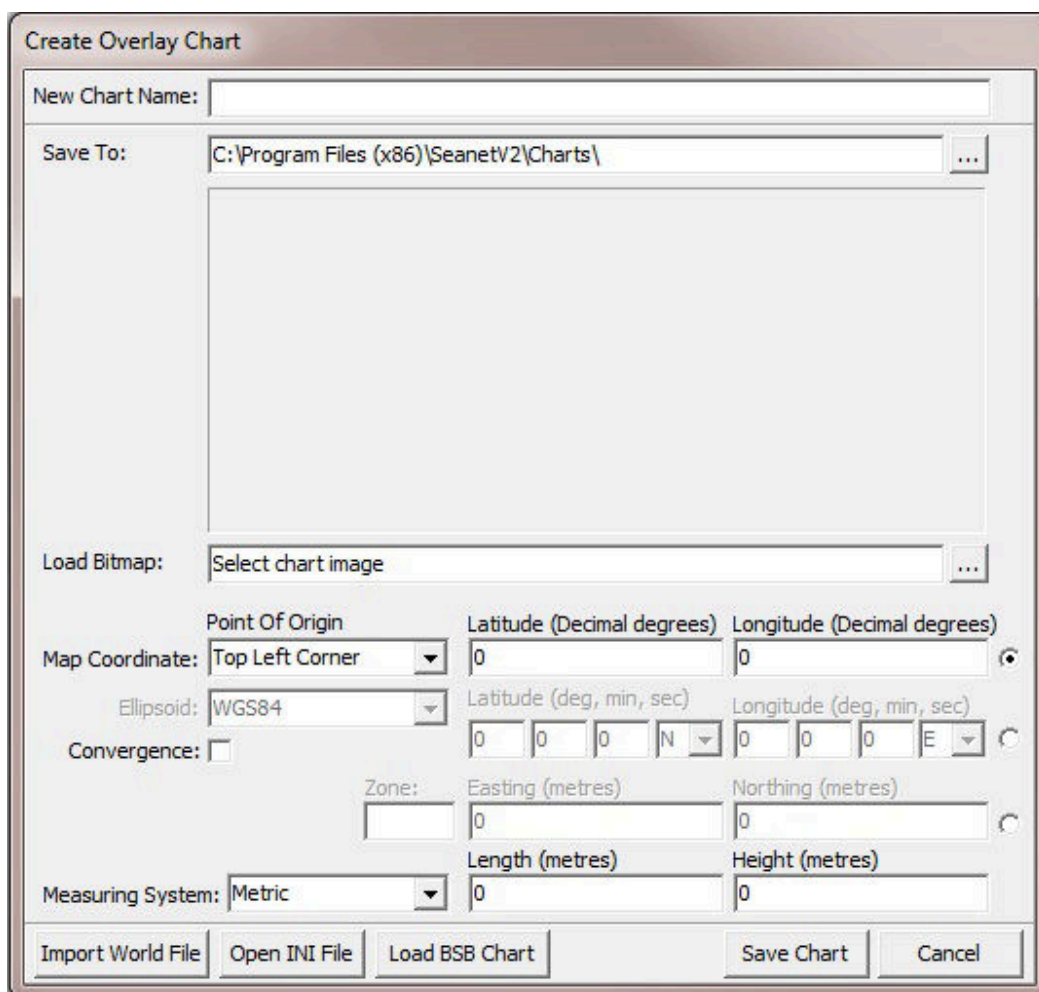 Create Overlay Chart
New Chart Name:
Save To: C:\Program Files (x86)\SeanetV2\Charts\ ...
Load Bitmap: Select chart image ...
Point Of Origin Latitude (Decimal degrees) Longitude (Decimal degrees)
Map Coordinate: Top Left Corner 0 0
Latitude (deg, min, sec) Longitude (deg, min, sec)
Ellipsoid: WGS84
0 0 0 N 0 0 0 E
Convergence:
Zone: Easting (metres) Northing (metres)
0 0
Length (metres) Height (metres)
Measuring System: Metric 0 0
Import World File Open INI File Load BSB Chart Save Chart Cancel